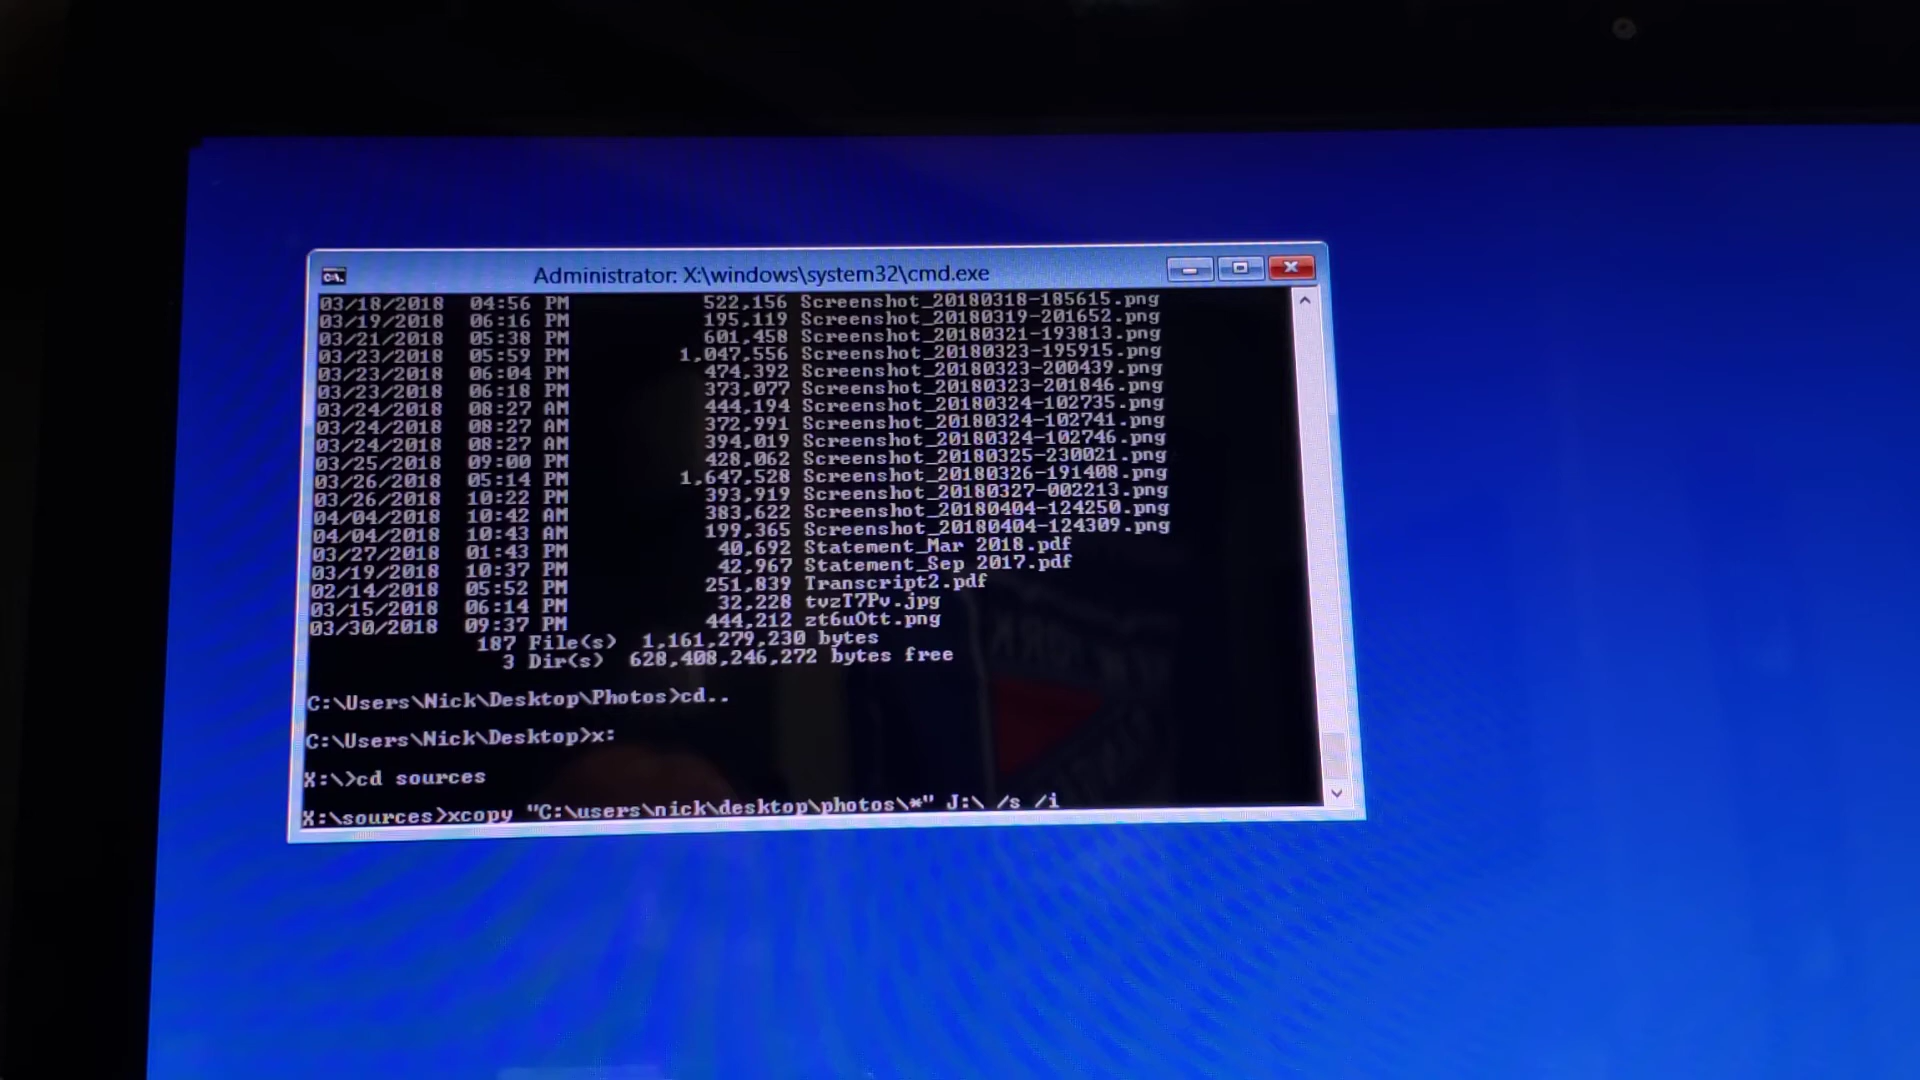 Administrator: X:\windows\system32\cmd.exe
03/18/2018 04:56 PM 522,156 Screenshot_20180318-185615.png
03/19/2018 06:16 PM 195,119 Screenshot_20180319-201652.png
03/21/2018 05:38 PM 601,458 Screenshot_20180321-193813.png
03/23/2018 05:59 PM 1,047,556 Screenshot_20180323-195915.png
03/23/2018 06:04 PM 474,392 Screenshot_20180323-200439.png
03/23/2018 06:18 PM 373,077 Screenshot_20180323-201846.png
03/24/2018 08:27 AM 444,194 Screenshot_20180324-102735.png
03/24/2018 08:27 AM 372,991 Screenshot_20180324-102741.png
03/24/2018 08:27 AM 394,019 Screenshot_20180324-102746.png
03/25/2018 09:00 PM 428,062 Screenshot_20180325-230021.png
03/26/2018 05:14 PM 1,647,528 Screenshot_20180326-191408.png
03/26/2018 10:22 PM 393,919 Screenshot_20180327-002213.png
04/04/2018 10:42 AM 383,622 Screenshot_20180404-124250.png
04/04/2018 10:43 AM 199,365 Screenshot_20180404-124309.png
03/27/2018 01:43 PM 40,692 Statement_Mar 2018.pdf
03/19/2018 10:37 PM 42,967 Statement_Sep 2017.pdf
02/14/2018 05:52 PM 251,839 Transcript2.pdf
03/15/2018 06:14 PM 32,228 tvzT7Pv.jpg
03/30/2018 09:37 PM 444,212 zt6uOtt.png
187 File(s) 1,161,279,230 bytes
3 Dir(s) 628,408,246,272 bytes free
C:\Users\Nick\Desktop\Photos>cd..
C:\Users\Nick\Desktop>x:
X:\>cd sources
X:\sources>xcopy "C:\users\nick\desktop\photos\*" J:\ /s /i